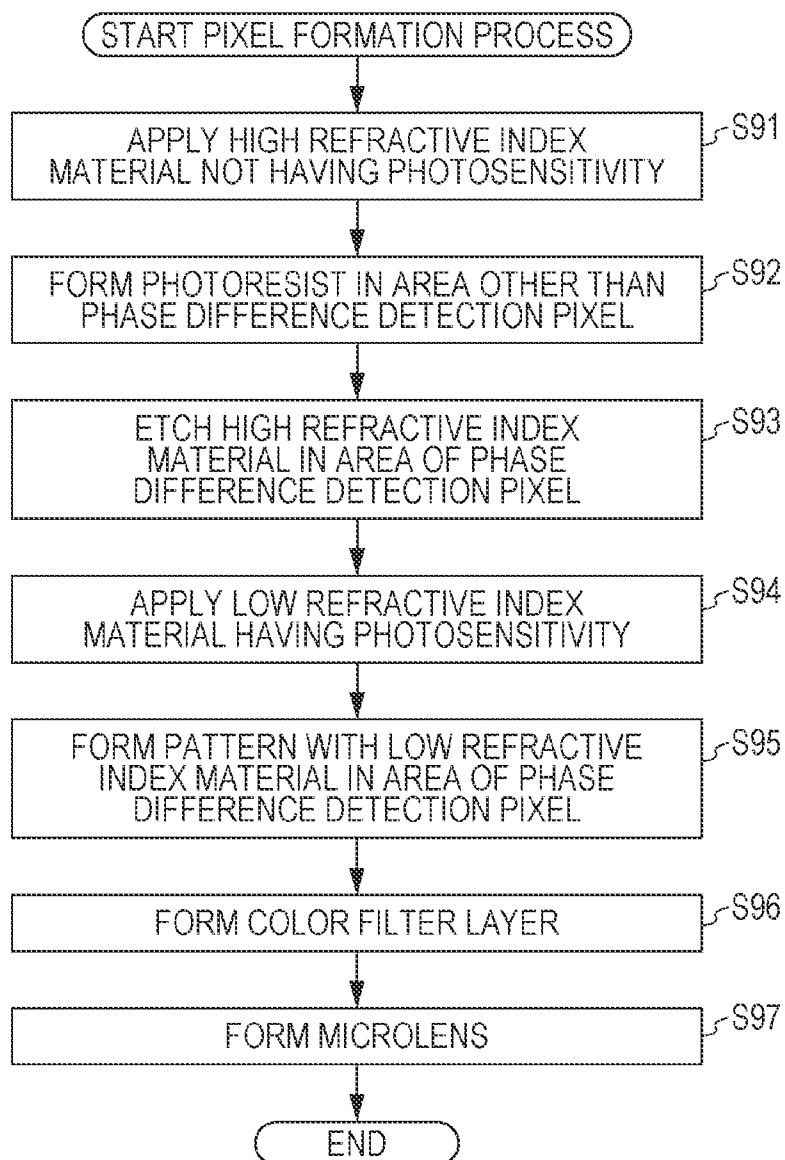 START PIXEL FORMATION PROCESS
APPLY HIGH REFRACTIVE INDEX
MATERIAL NOT HAVING PHOTOSENSITIVITY
S91
FORM PHOTORESIST IN AREA OTHER THAN
PHASE DIFFERENCE DETECTION PIXEL
S92
ETCH HIGH REFRACTIVE INDEX
MATERIAL IN AREA OF PHASE
DIFFERENCE DETECTION PIXEL
S93
APPLY LOW REFRACTIVE INDEX
MATERIAL HAVING PHOTOSENSITIVITY
S94
FORM PATTERN WITH LOW REFRACTIVE
INDEX MATERIAL IN AREA OF PHASE
DIFFERENCE DETECTION PIXEL
S95
FORM COLOR FILTER LAYER
S96
FORM MICROLENS
S97
END